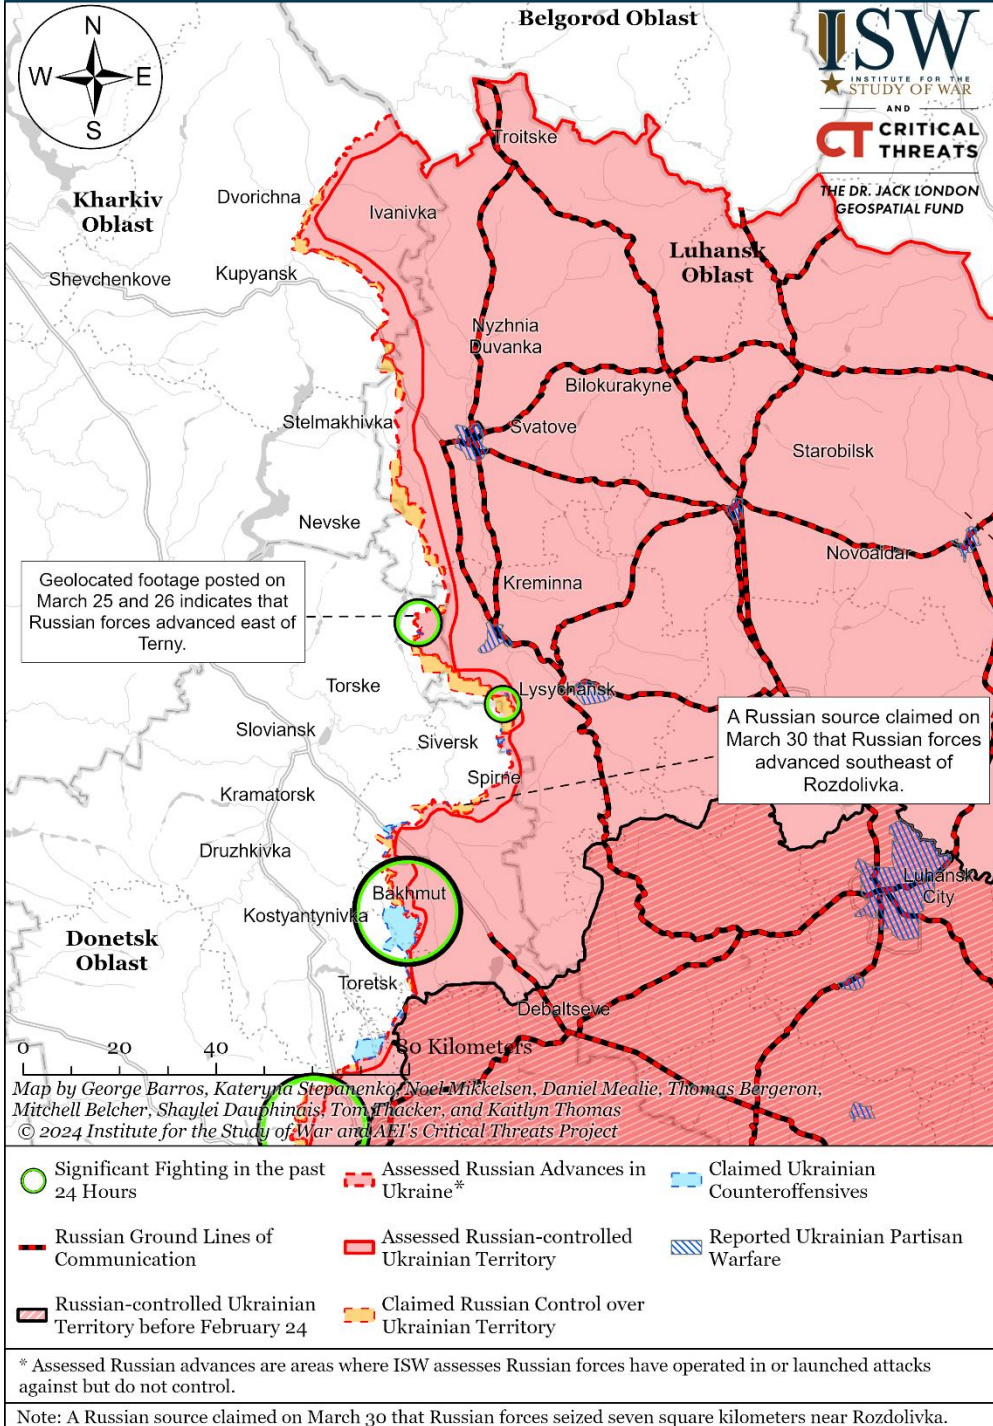 Belgorod Oblast
N
W
E
S
ISW
INSTITUTE FOR THE
STUDY OF WAR
AND
CT CRITICAL
THREATS
THE DR. JACK LONDON
GEOSPATIAL FUND
Troitske
Kharkiv
Oblast
Dvorichna
Ivanivka
Luhansk
Oblast
Shevchenkove
Kupyansk
Nyzhnia
Duvanka
Bilokurakyne
Stelmakhivka
Svatove
Starobilsk
Nevske
Novoaidar
Geolocated footage posted on
March 25 and 26 indicates that
Russian forces advanced east of
Terny.
Kreminna
Torske
Lysychansk
Sloviansk
Siversk
A Russian source claimed on
March 30 that Russian forces
advanced southeast of
Rozdolivka.
Spirne
Kramatorsk
Druzhkivka
Bakhmut
Luhansk
City
Kostyantynivka
Donetsk
Oblast
Toretsk
Debaltseve
0 20 40 80 Kilometers
Map by George Barros, Kateryna Stepanenko, Noel Mikkelsen, Daniel Mealie, Thomas Bergeron,
Mitchell Belcher, Shaylei Dauphinais, Tom Thacker, and Kaitlyn Thomas
© 2024 Institute for the Study of War and AEI's Critical Threats Project
Significant Fighting in the past
24 Hours
Assessed Russian Advances in
Ukraine*
Claimed Ukrainian
Counteroffensives
Russian Ground Lines of
Communication
Assessed Russian-controlled
Ukrainian Territory
Reported Ukrainian Partisan
Warfare
Russian-controlled Ukrainian
Territory before February 24
Claimed Russian Control over
Ukrainian Territory
* Assessed Russian advances are areas where ISW assesses Russian forces have operated in or launched attacks
against but do not control.
Note: A Russian source claimed on March 30 that Russian forces seized seven square kilometers near Rozdolivka.